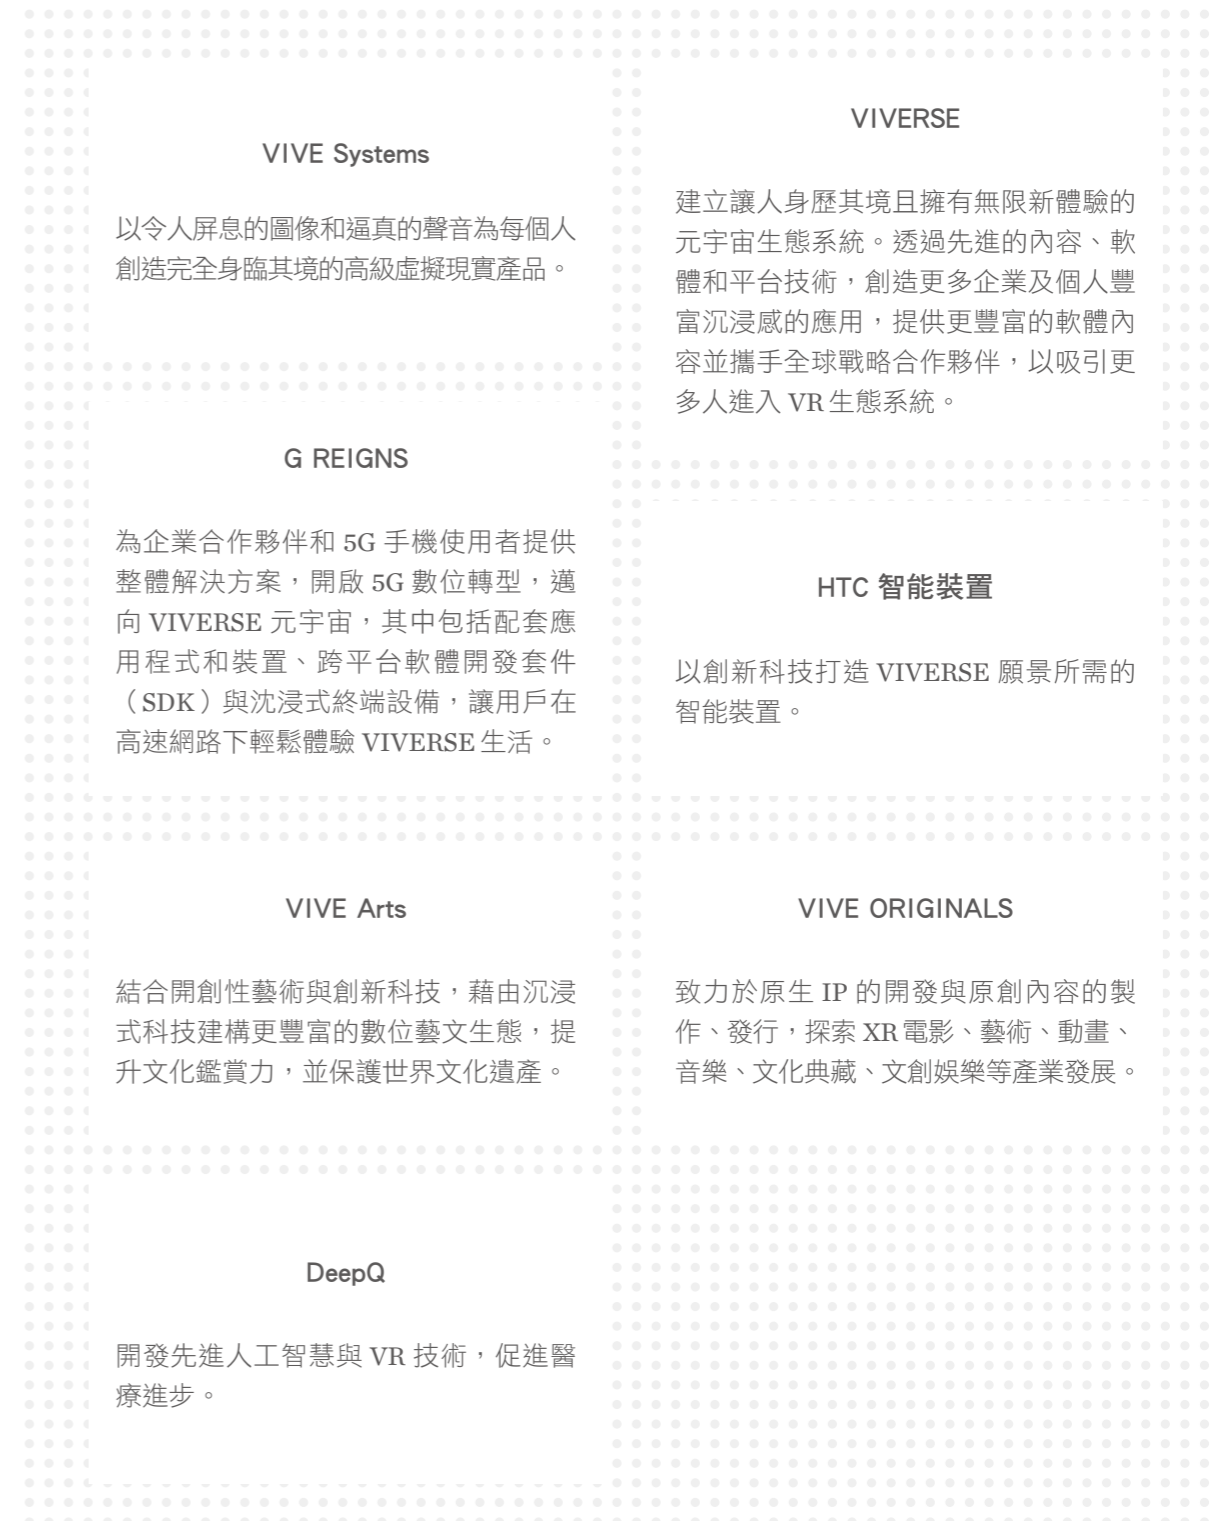 VIVE Systems
以令人屏息的圖像和逼真的聲音為每個人
創造完全身臨其境的高級虛擬現實產品。
VIVERSE
建立讓人身歷其境且擁有無限新體驗的
元宇宙生態系統。透過先進的內容、軟
體和平台技術，創造更多企業及個人豐
富沉浸感的應用，提供更豐富的軟體內
容並攜手全球戰略合作夥伴，以吸引更
多人進入 VR 生態系統。
G REIGNS
為企業合作夥伴和 5G 手機使用者提供
整體解決方案，開啟 5G 數位轉型，邁
向 VIVERSE 元宇宙，其中包括配套應
用程式和裝置、跨平台軟體開發套件
（SDK）與沈浸式終端設備，讓用戶在
高速網路下輕鬆體驗 VIVERSE 生活。
HTC 智能裝置
以創新科技打造 VIVERSE 願景所需的
智能裝置。
VIVE Arts
結合開創性藝術與創新科技，藉由沉浸
式科技建構更豐富的數位藝文生態，提
升文化鑑賞力，並保護世界文化遺產。
VIVE ORIGINALS
致力於原生 IP 的開發與原創內容的製
作、發行，探索 XR 電影、藝術、動畫、
音樂、文化典藏、文創娛樂等產業發展。
DeepQ
開發先進人工智慧與 VR 技術，促進醫
療進步。